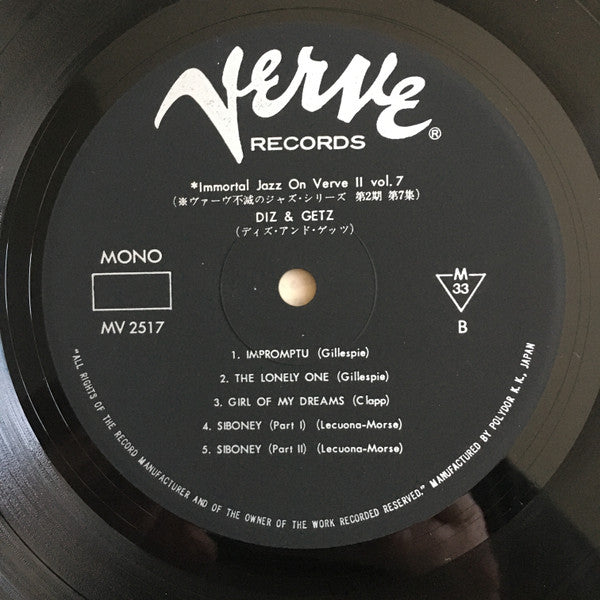 Verve®
RECORDS
*Immortal Jazz On Verve II vol.7
(※ヴァーヴ不滅のジャズ・シリーズ 第2期 第7集)
DIZ & GETZ
(ディズ・アンド・ゲッツ)
MONO
MV 2517
M
33
B
1. IMPROMPTU (Gillespie)
2. THE LONELY ONE (Gillespie)
3. GIRL OF MY DREAMS (Clapp)
4. SIBONEY (Part I) (Lecuona-Morse)
5. SIBONEY (Part II) (Lecuona-Morse)
"ALL RIGHTS OF THE RECORD MANUFACTURER AND OF THE OWNER OF THE WORK RECORDED RESERVED." MANUFACTURED BY POLYDOR K.K., JAPAN